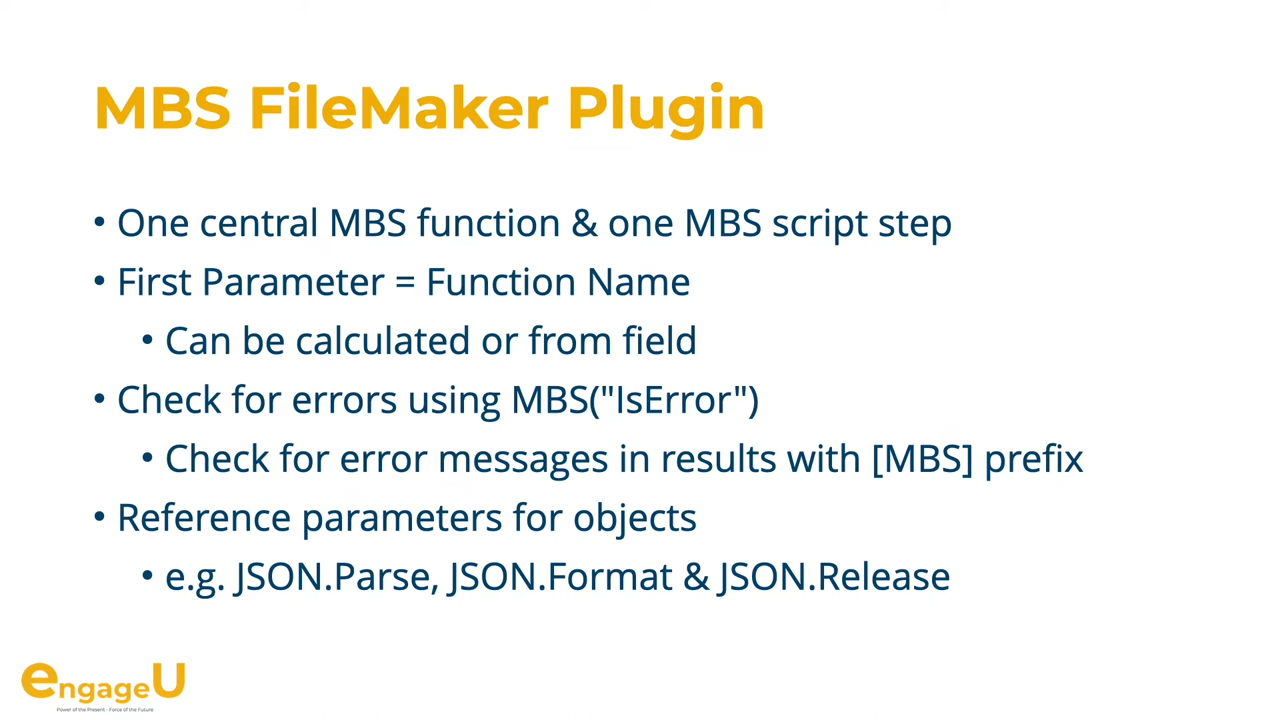 MBS FileMaker Plugin
• One central MBS function & one MBS script step
• First Parameter = Function Name
• Can be calculated or from field
• Check for errors using MBS("IsError")
• Check for error messages in results with [MBS] prefix
• Reference parameters for objects
• e.g. JSON.Parse, JSON.Format & JSON.Release
engageU
Power of the Present - Force of the Future